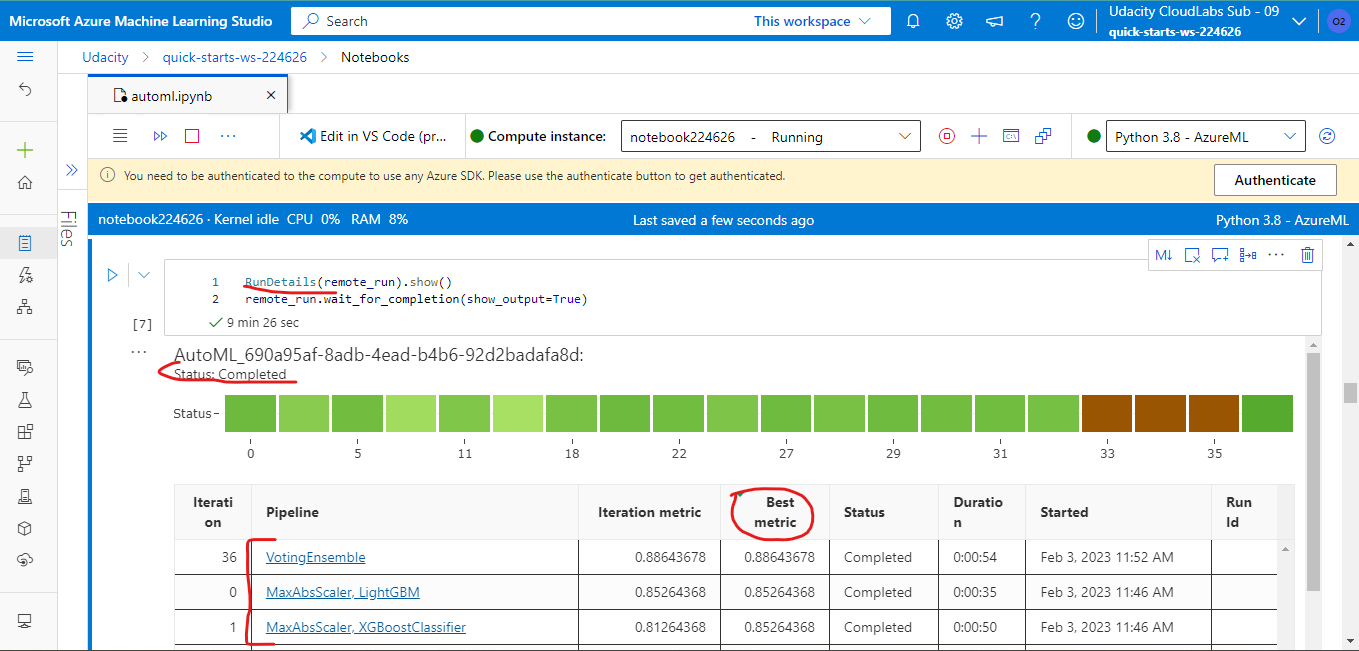 Microsoft Azure Machine Learning Studio
Search
This workspace
Udacity CloudLabs Sub - 09
quick-starts-ws-224626
O2
Udacity
quick-starts-ws-224626
Notebooks
automl.ipynb
Edit in VS Code (pr...
Compute instance:
notebook224626 - Running
Python 3.8 - AzureML
You need to be authenticated to the compute to use any Azure SDK. Please use the authenticate button to get authenticated.
Authenticate
Files
notebook224626 · Kernel idle CPU 0% RAM 8%
Last saved a few seconds ago
Python 3.8 - AzureML
M↓
1 RunDetails(remote_run).show()
2 remote_run.wait_for_completion(show_output=True)
[7]
9 min 26 sec
AutoML_690a95af-8adb-4ead-b4b6-92d2badafa8d:
Status: Completed
Status
0 5 11 18 22 27 29 31 33 35
Iterati
on
Pipeline
Iteration metric
Best
metric
Status
Duratio
n
Started
Run
Id
36 VotingEnsemble 0.88643678 0.88643678 Completed 0:00:54 Feb 3, 2023 11:52 AM
0 MaxAbsScaler, LightGBM 0.85264368 0.85264368 Completed 0:00:35 Feb 3, 2023 11:46 AM
1 MaxAbsScaler, XGBoostClassifier 0.81264368 0.85264368 Completed 0:00:50 Feb 3, 2023 11:46 AM